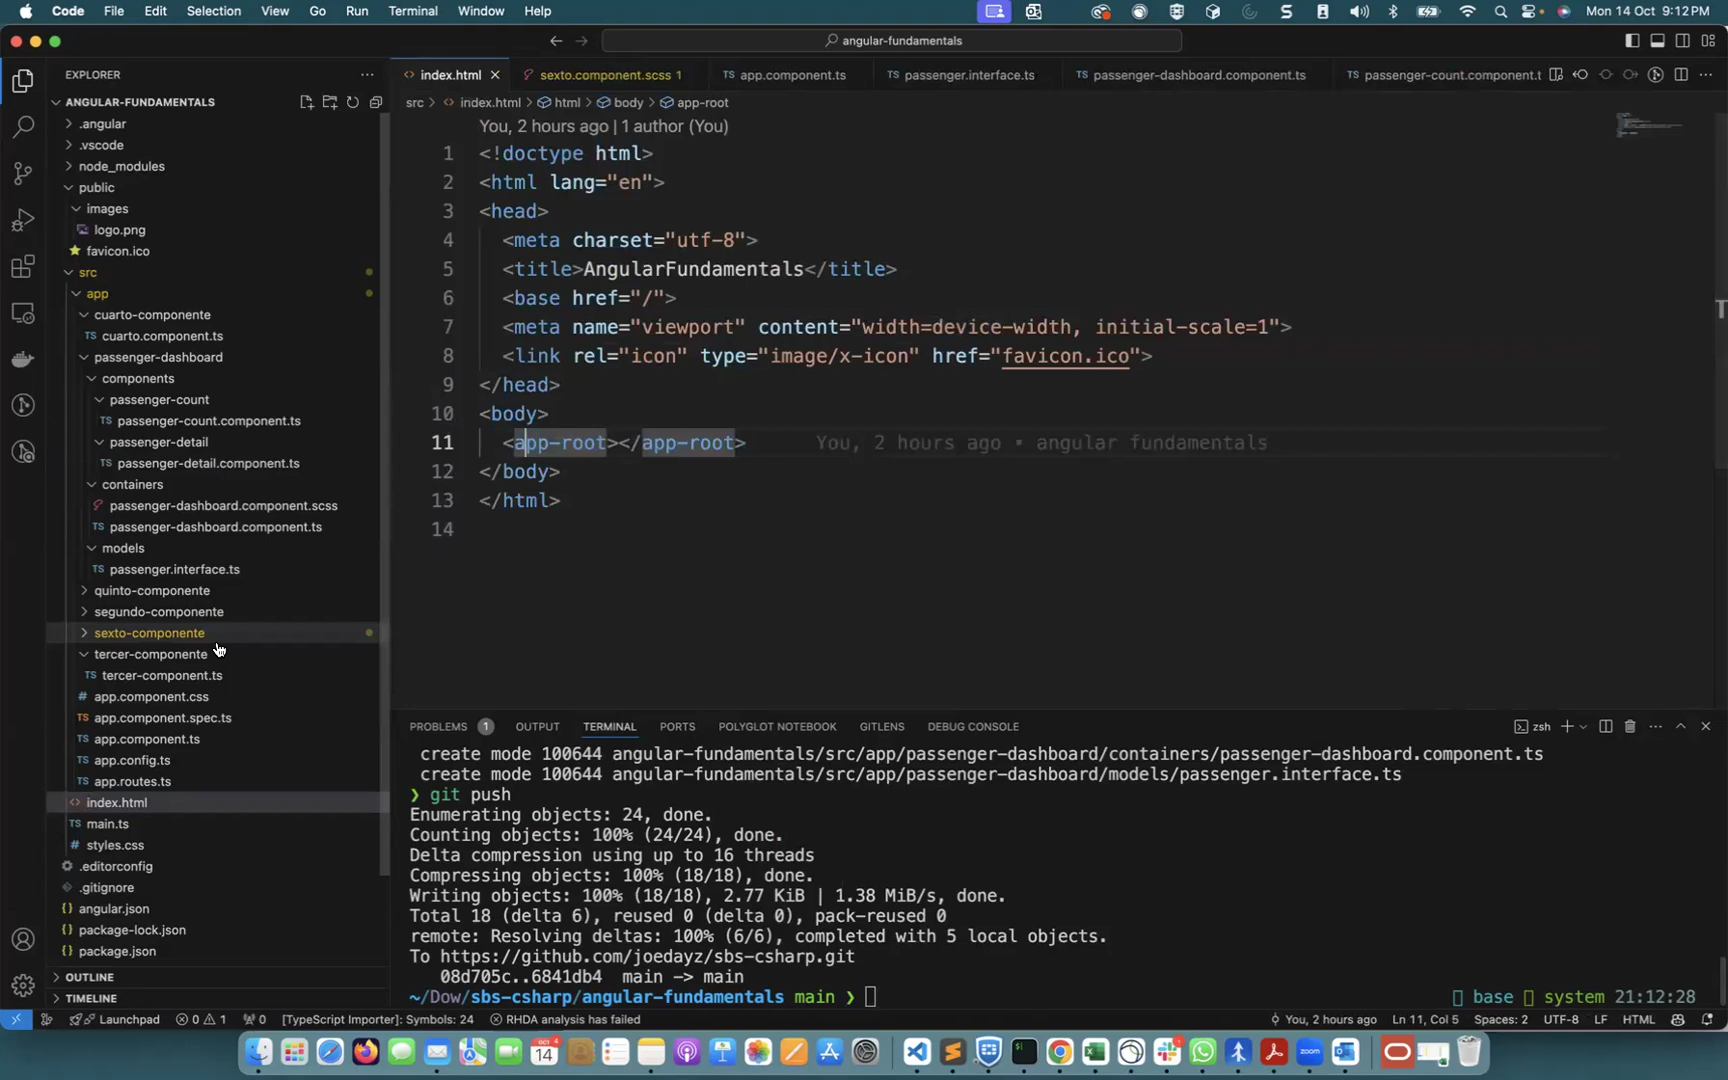 Code File Edit Selection View Go Run Terminal Window Help
Mon 14 Oct 9:12 PM
angular-fundamentals
EXPLORER
index.html
sexto.component.scss 1
app.component.ts
passenger.interface.ts
passenger-dashboard.component.ts
passenger-count.component.t
ANGULAR-FUNDAMENTALS
.angular
.vscode
node_modules
public
images
logo.png
favicon.ico
src
app
cuarto-componente
cuarto.component.ts
passenger-dashboard
components
passenger-count
passenger-count.component.ts
passenger-detail
passenger-detail.component.ts
containers
passenger-dashboard.component.scss
passenger-dashboard.component.ts
models
passenger.interface.ts
quinto-componente
segundo-componente
sexto-componente
tercer-componente
tercer-component.ts
app.component.css
app.component.spec.ts
app.component.ts
app.config.ts
app.routes.ts
index.html
main.ts
styles.css
.editorconfig
.gitignore
angular.json
package-lock.json
package.json
OUTLINE
TIMELINE
src > index.html > html > body > app-root
You, 2 hours ago | 1 author (You)
1 <!doctype html>
2 <html lang="en">
3 <head>
4 <meta charset="utf-8">
5 <title>AngularFundamentals</title>
6 <base href="/">
7 <meta name="viewport" content="width=device-width, initial-scale=1">
8 <link rel="icon" type="image/x-icon" href="favicon.ico">
9 </head>
10 <body>
11 <app-root></app-root> You, 2 hours ago • angular fundamentals
12 </body>
13 </html>
14
PROBLEMS 1 OUTPUT TERMINAL PORTS POLYGLOT NOTEBOOK GITLENS DEBUG CONSOLE
zsh
create mode 100644 angular-fundamentals/src/app/passenger-dashboard/containers/passenger-dashboard.component.ts
create mode 100644 angular-fundamentals/src/app/passenger-dashboard/models/passenger.interface.ts
❯ git push
Enumerating objects: 24, done.
Counting objects: 100% (24/24), done.
Delta compression using up to 16 threads
Compressing objects: 100% (18/18), done.
Writing objects: 100% (18/18), 2.77 KiB | 1.38 MiB/s, done.
Total 18 (delta 6), reused 0 (delta 0), pack-reused 0
remote: Resolving deltas: 100% (6/6), completed with 5 local objects.
To https://github.com/joedayz/sbs-csharp.git
08d705c..6841db4 main -> main
~/Dow/sbs-csharp/angular-fundamentals main ❯
base system 21:12:28
Launchpad 0 1 0 [TypeScript Importer]: Symbols: 24 RHDA analysis has failed
You, 2 hours ago Ln 11, Col 5 Spaces: 2 UTF-8 LF HTML